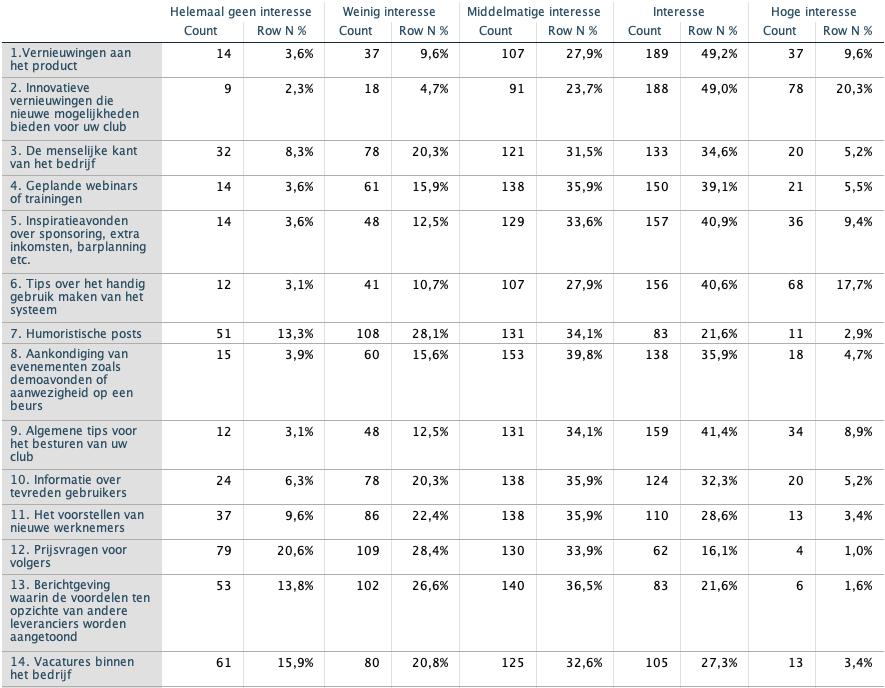 Helemaal geen interesse Weinig interesse Middelmatige interesse Interesse Hoge interesse
Count Row N % Count Row N % Count Row N % Count Row N % Count Row N %
1.Vernieuwingen aan 14 3,6% 37 9,6% 107 27,9% 189 49,2% 37 9,6%
het product
2. Innovatieve 9 2,3% 18 4,7% 91 23,7% 188 49,0% 78 20,3%
vernieuwingen die
nieuwe mogelijkheden
bieden voor uw club
3. De menselijke kant 32 8,3% 78 20,3% 121 31,5% 133 34,6% 20 5,2%
van het bedrijf
4. Geplande webinars 14 3,6% 61 15,9% 138 35,9% 150 39,1% 21 5,5%
of trainingen
5. Inspiratieavonden 14 3,6% 48 12,5% 129 33,6% 157 40,9% 36 9,4%
over sponsoring, extra
inkomsten, barplanning
etc.
6. Tips over het handig 12 3,1% 41 10,7% 107 27,9% 156 40,6% 68 17,7%
gebruik maken van het
systeem
7. Humoristische posts 51 13,3% 108 28,1% 131 34,1% 83 21,6% 11 2,9%
8. Aankondiging van 15 3,9% 60 15,6% 153 39,8% 138 35,9% 18 4,7%
evenementen zoals
demoavonden of
aanwezigheid op een
beurs
9. Algemene tips voor 12 3,1% 48 12,5% 131 34,1% 159 41,4% 34 8,9%
het besturen van uw
club
10. Informatie over 24 6,3% 78 20,3% 138 35,9% 124 32,3% 20 5,2%
tevreden gebruikers
11. Het voorstellen van 37 9,6% 86 22,4% 138 35,9% 110 28,6% 13 3,4%
nieuwe werknemers
12. Prijsvragen voor 79 20,6% 109 28,4% 130 33,9% 62 16,1% 4 1,0%
volgers
13. Berichtgeving 53 13,8% 102 26,6% 140 36,5% 83 21,6% 6 1,6%
waarin de voordelen ten
opzichte van andere
leveranciers worden
aangetoond
14. Vacatures binnen 61 15,9% 80 20,8% 125 32,6% 105 27,3% 13 3,4%
het bedrijf